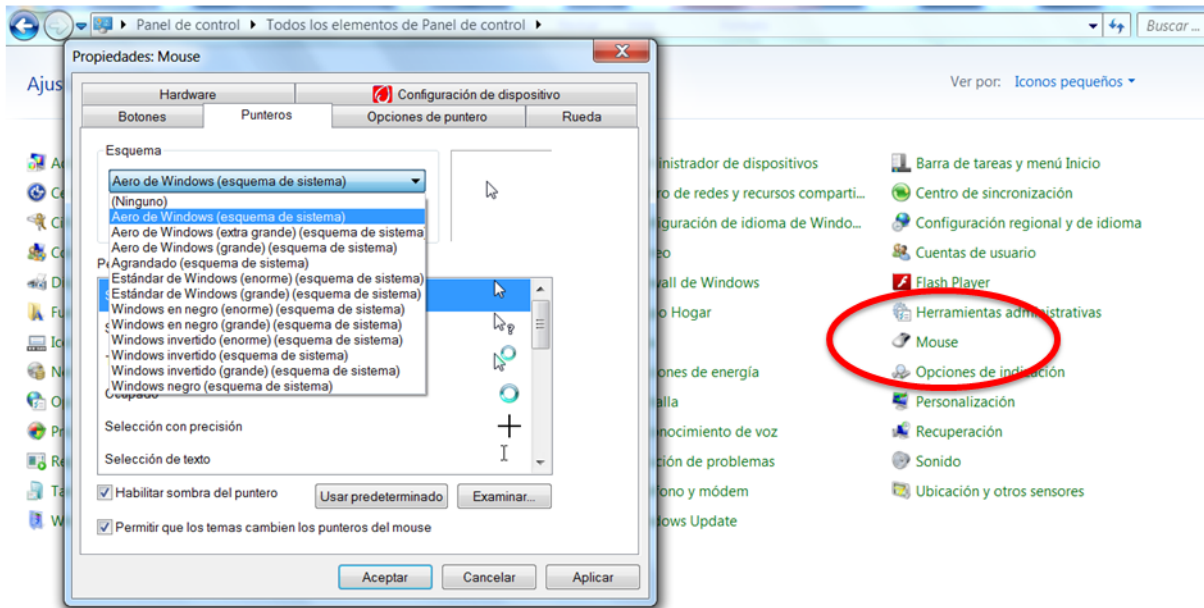 Panel de control Todos los elementos de Panel de control
Buscar ...
Propiedades: Mouse
Ver por: Iconos pequeños
Hardware Configuración de dispositivo
Botones Punteros Opciones de puntero Rueda
Esquema
Aero de Windows (esquema de sistema)
(Ninguno)
Aero de Windows (esquema de sistema)
Aero de Windows (extra grande) (esquema de sistema
Aero de Windows (grande) (esquema de sistema)
Agrandado (esquema de sistema)
Estándar de Windows (enorme) (esquema de sistema)
Estándar de Windows (grande) (esquema de sistema)
Windows en negro (enorme) (esquema de sistema)
Windows en negro (grande) (esquema de sistema)
Windows invertido (enorme) (esquema de sistema)
Windows invertido (esquema de sistema)
Windows invertido (grande) (esquema de sistema)
Windows negro (esquema de sistema)
Ocupado
Selección con precisión
Selección de texto
Habilitar sombra del puntero
Usar predeterminado
Examinar...
Permitir que los temas cambien los punteros del mouse
Aceptar Cancelar Aplicar
Ajus
inistrador de dispositivos
ro de redes y recursos comparti...
iguración de idioma de Windo...
eo
vall de Windows
o Hogar
ones de energía
alla
nocimiento de voz
ción de problemas
fono y módem
dows Update
Barra de tareas y menú Inicio
Centro de sincronización
Configuración regional y de idioma
Cuentas de usuario
Flash Player
Herramientas administrativas
Mouse
Opciones de indicación
Personalización
Recuperación
Sonido
Ubicación y otros sensores